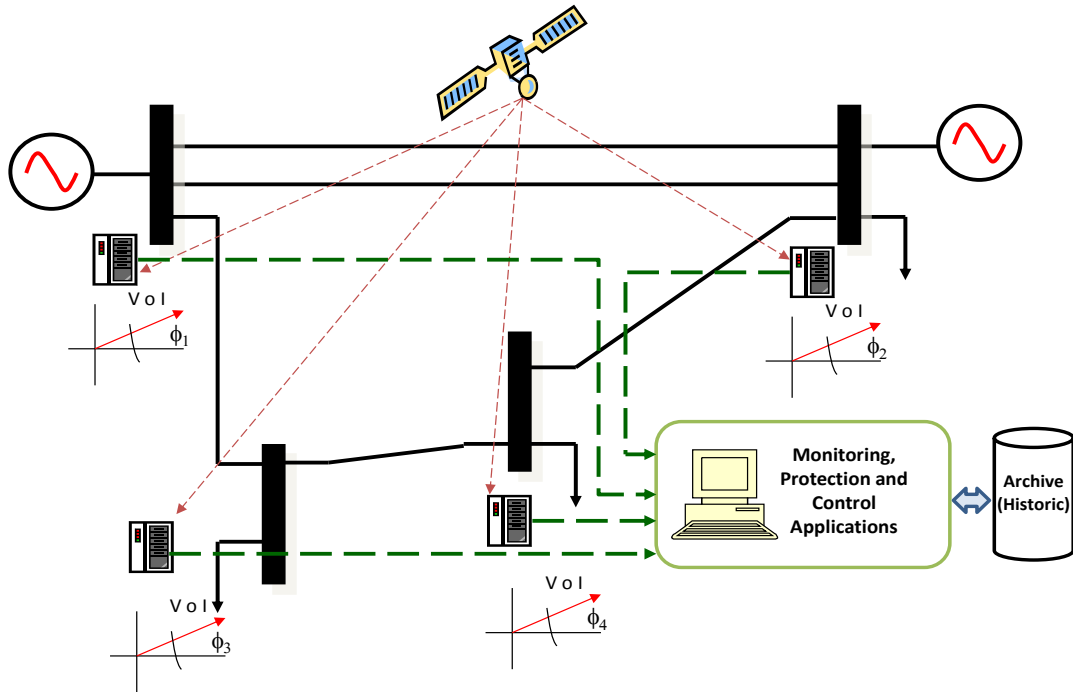 V o I
ϕ1
V o I
ϕ2
Monitoring,
Protection and
Control
Applications
Archive
(Historic)
V o I
ϕ3
V o I
ϕ4